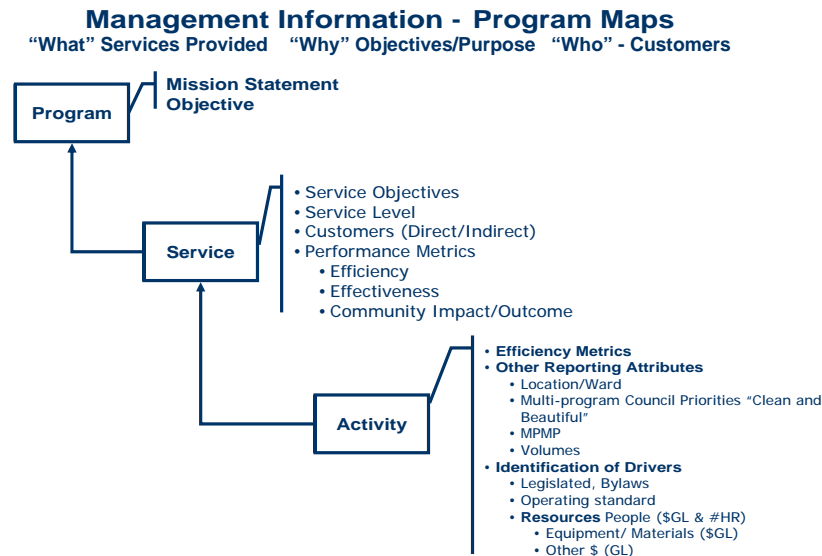 Management Information - Program Maps
“What” Services Provided “Why” Objectives/Purpose “Who” - Customers
Program
Mission Statement
Objective
Service
• Service Objectives
• Service Level
• Customers (Direct/Indirect)
• Performance Metrics
• Efficiency
• Effectiveness
• Community Impact/Outcome
Activity
• Efficiency Metrics
• Other Reporting Attributes
• Location/Ward
• Multi-program Council Priorities “Clean and
Beautiful”
• MPMP
• Volumes
• Identification of Drivers
• Legislated, Bylaws
• Operating standard
• Resources People ($GL & #HR)
• Equipment/ Materials ($GL)
• Other $ (GL)